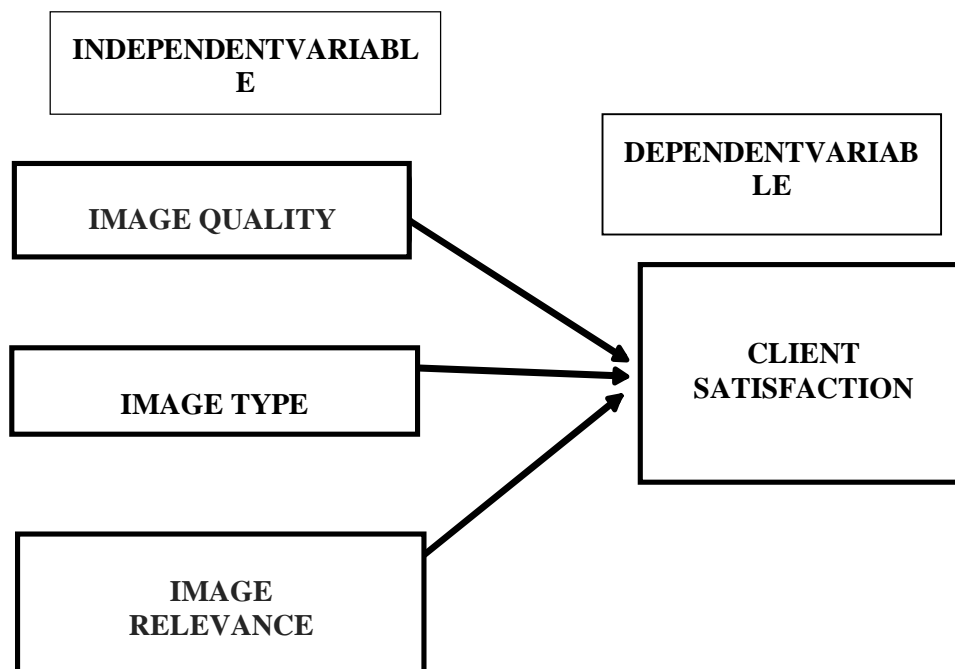 INDEPENDENTVARIABL
E
DEPENDENTVARIAB
LE
IMAGE QUALITY
IMAGE TYPE
IMAGE
RELEVANCE
CLIENT
SATISFACTION